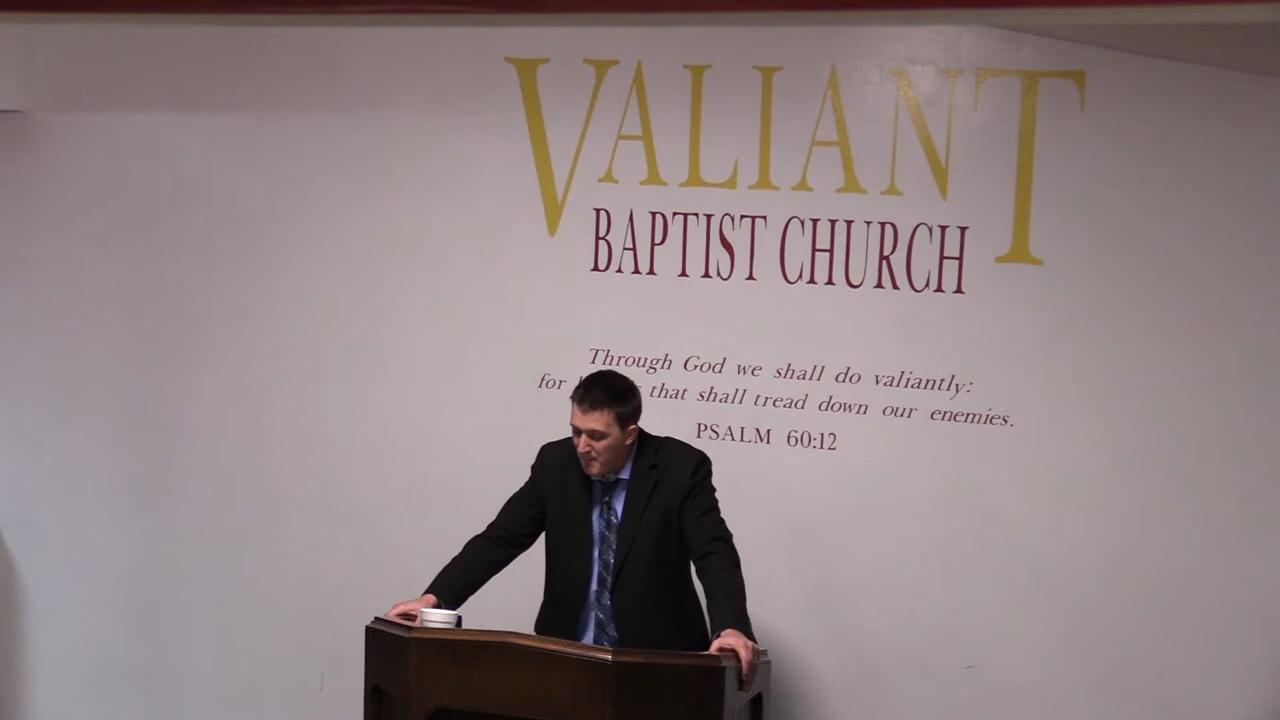 VALIANT
BAPTIST CHURCH
Through God we shall do valiantly:
for that shall tread down our enemies.
PSALM 60:12